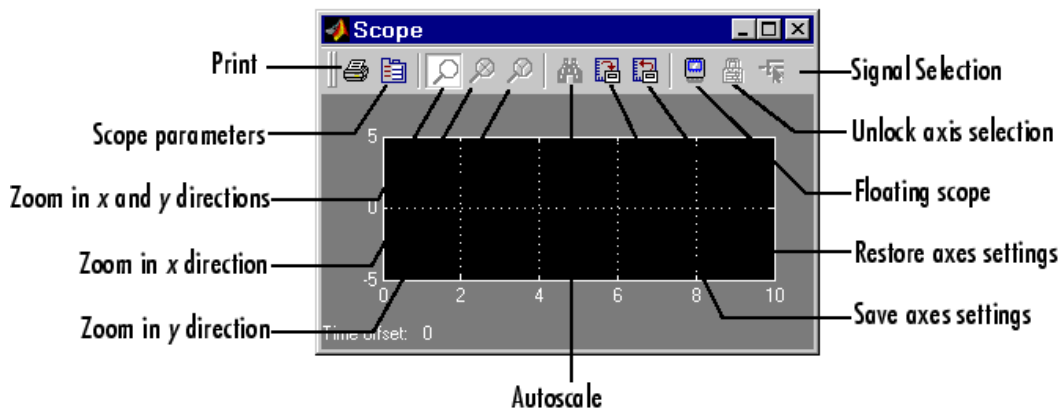 Scope
Print
Signal Selection
Scope parameters
Unlock axis selection
Zoom in x and y directions
Floating scope
Zoom in x direction
Restore axes settings
Zoom in y direction
Save axes settings
Autoscale
5
0
-5
0 2 4 6 8 10
Time offset: 0